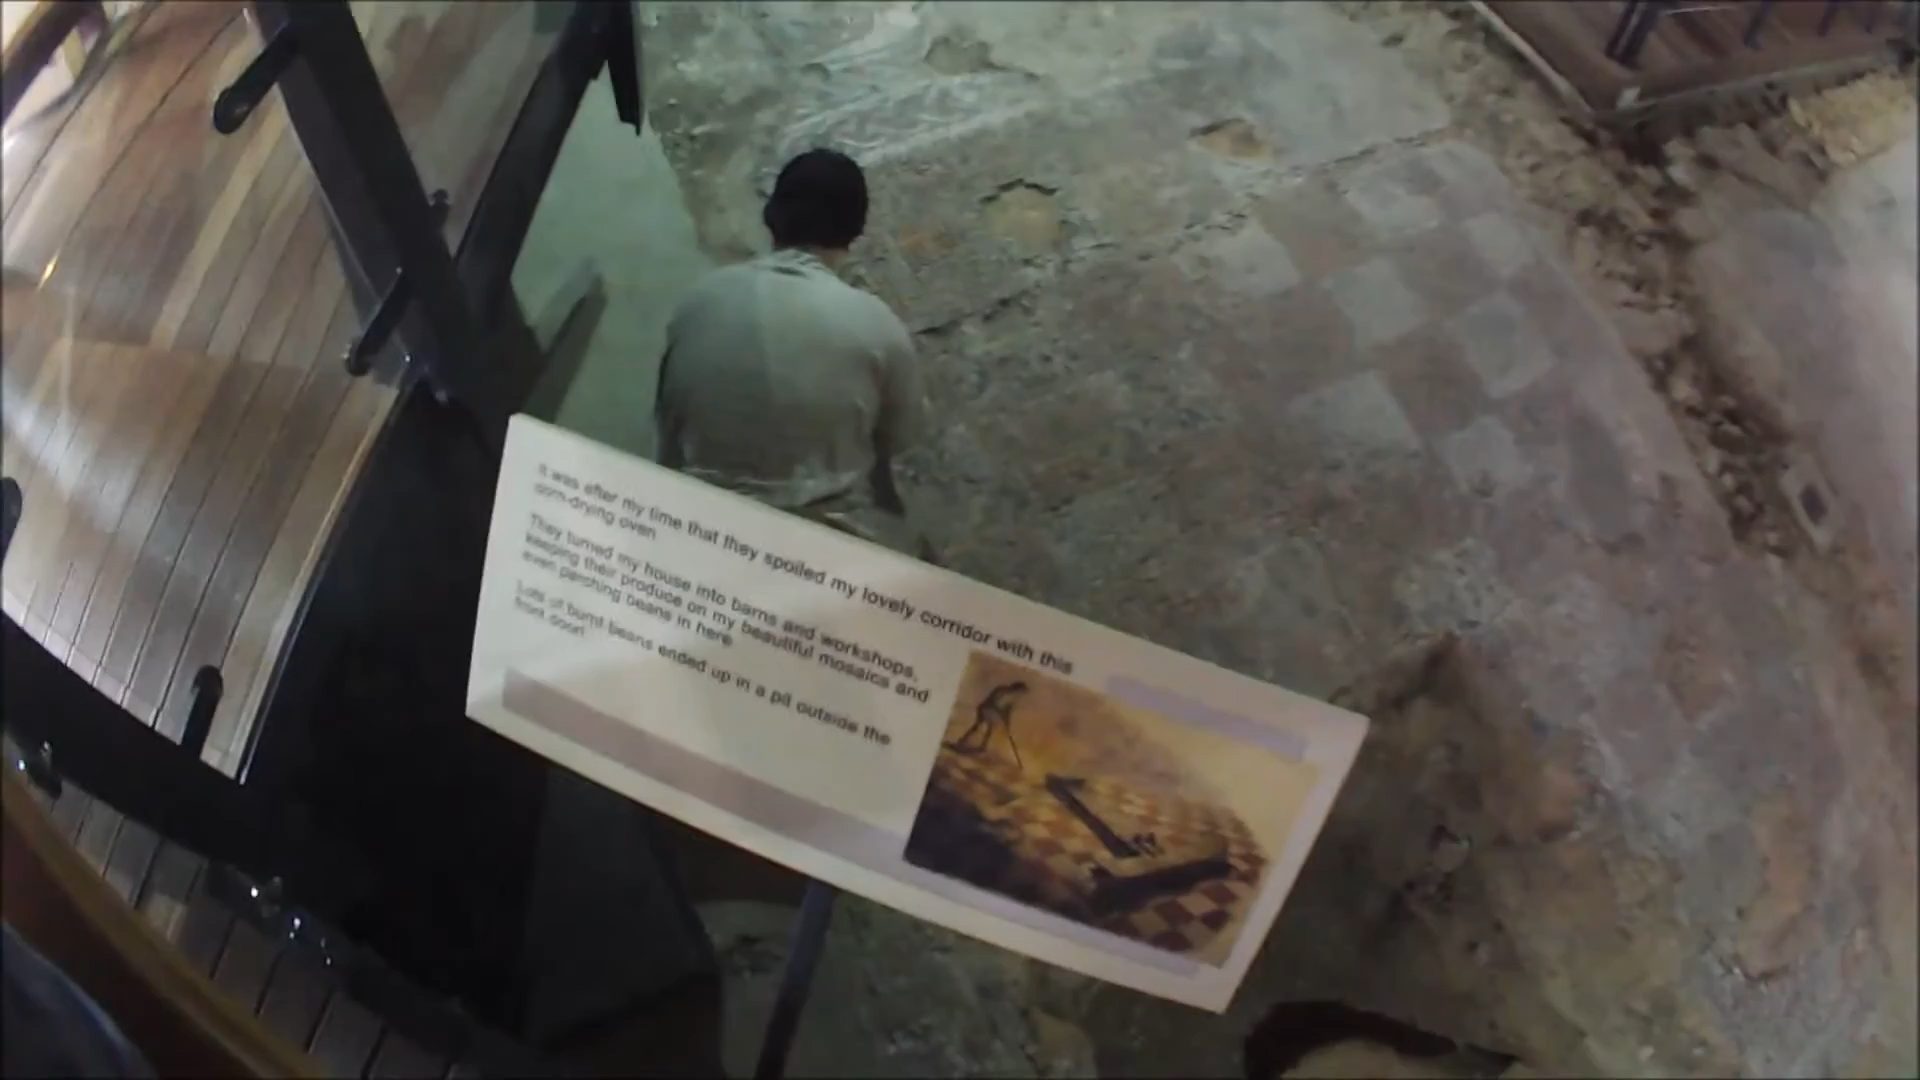 It was after my time that they spoiled my lovely corridor with this
corn-drying oven
They turned my house into barns and workshops,
keeping their produce on my beautiful mosaics and
even parching beans in here
Lots of burnt beans ended up in a pit outside the
front door!